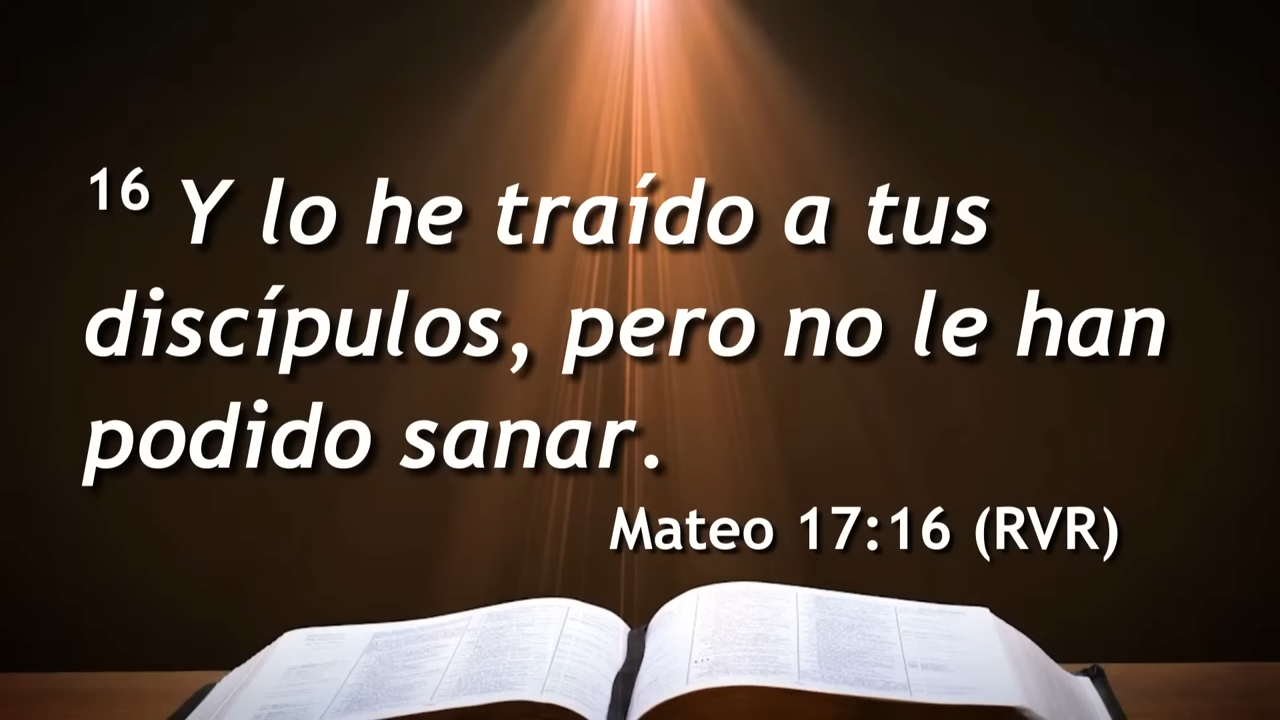 16 Y lo he traído a tus
discípulos, pero no le han
podido sanar.
Mateo 17:16 (RVR)